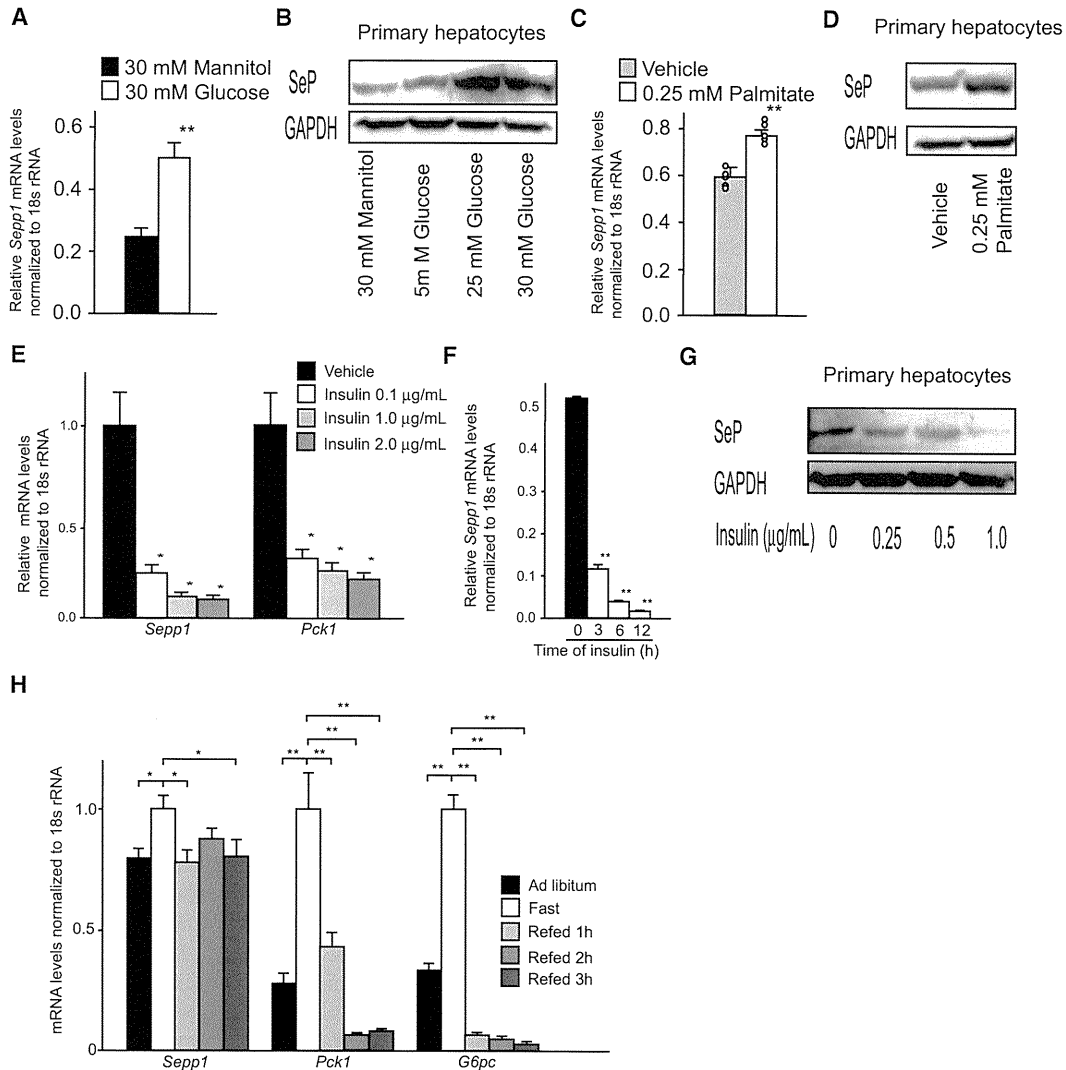 A
30 mM Mannitol
30 mM Glucose
Relative Sepp1 mRNA levels
normalized to 18s rRNA
0.6
0.4
0.2
0.0
**
B
Primary hepatocytes
SeP
GAPDH
30 mM Mannitol
5m M Glucose
25 mM Glucose
30 mM Glucose
C
Vehicle
0.25 mM Palmitate
**
Relative Sepp1 mRNA levels
normalized to 18s rRNA
0.8
0.6
0.4
0.2
0.0
D
Primary hepatocytes
SeP
GAPDH
Vehicle
0.25 mM
Palmitate
E
Vehicle
Insulin 0.1 µg/mL
Insulin 1.0 µg/mL
Insulin 2.0 µg/mL
Relative mRNA levels
normalized to 18s rRNA
1.0
0.5
0.0
* * * * * *
Sepp1 Pck1
F
Relative Sepp1 mRNA levels
normalized to 18s rRNA
0.5
0.3
0.2
0.1
0.0
** ** **
0 3 6 12
Time of insulin (h)
G
Primary hepatocytes
SeP
GAPDH
Insulin (µg/mL) 0 0.25 0.5 1.0
H
mRNA levels normalized to 18s rRNA
1.0
0.5
0
* * *
** ** ** **
** ** ** **
Ad libitum
Fast
Refed 1h
Refed 2h
Refed 3h
Sepp1 Pck1 G6pc